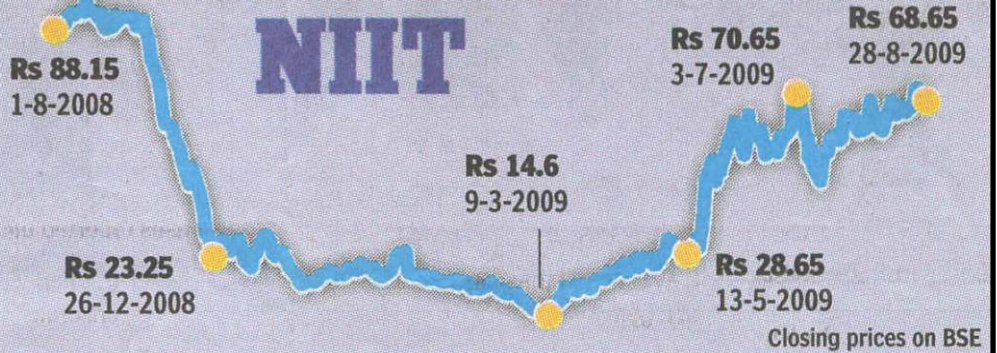 NIIT
Rs 88.15
1-8-2008
Rs 23.25
26-12-2008
Rs 14.6
9-3-2009
Rs 28.65
13-5-2009
Rs 70.65
3-7-2009
Rs 68.65
28-8-2009
Closing prices on BSE